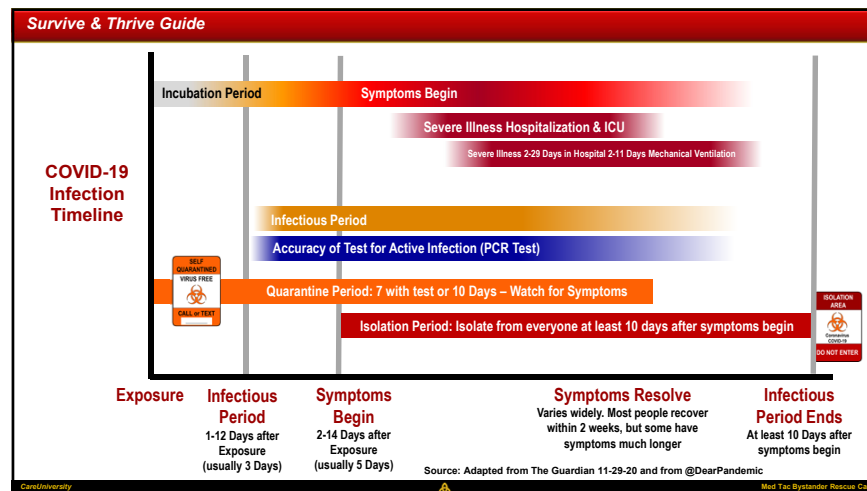 Survive & Thrive Guide
Incubation Period
Symptoms Begin
Severe Illness Hospitalization & ICU
Severe Illness 2-29 Days in Hospital 2-11 Days Mechanical Ventilation
COVID-19
Infection
Timeline
Infectious Period
Accuracy of Test for Active Infection (PCR Test)
SELF
QUARANTINED
VIRUS FREE
CALL or TEXT
Quarantine Period: 7 with test or 10 Days – Watch for Symptoms
Isolation Period: Isolate from everyone at least 10 days after symptoms begin
ISOLATION
AREA
Coronavirus
COVID-19
DO NOT ENTER
Exposure
Infectious
Period
1-12 Days after
Exposure
(usually 3 Days)
Symptoms
Begin
2-14 Days after
Exposure
(usually 5 Days)
Symptoms Resolve
Varies widely. Most people recover
within 2 weeks, but some have
symptoms much longer
Infectious
Period Ends
At least 10 Days after
symptoms begin
Source: Adapted from The Guardian 11-29-20 and from @DearPandemic
CareUniversity
Med Tac Bystander Rescue Ca